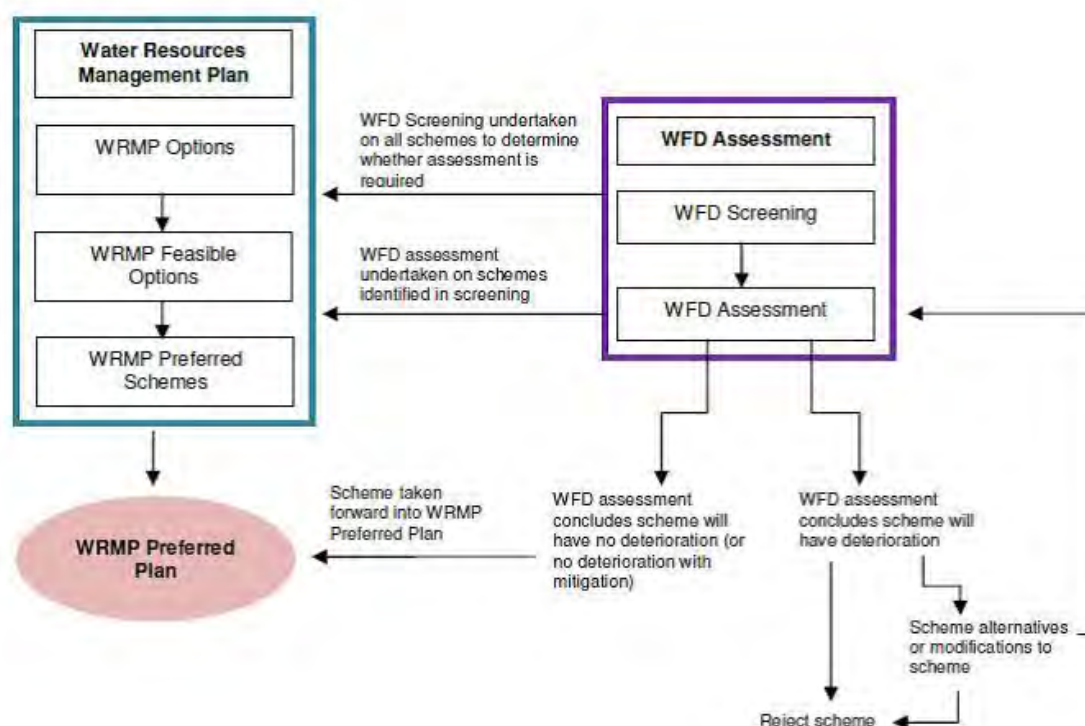 Water Resources
Management Plan
WRMP Options
WRMP Feasible
Options
WRMP Preferred
Schemes
WRMP Preferred
Plan
WFD Screening undertaken
on all schemes to determine
whether assessment is
required
WFD assessment
undertaken on schemes
identified in screening
WFD Assessment
WFD Screening
WFD Assessment
Scheme taken
forward into WRMP
Preferred Plan
WFD assessment
concludes scheme will
have no deterioration (or
no deterioration with
mitigation)
WFD assessment
concludes scheme will
have deterioration
Scheme alternatives
or modifications to
scheme
Reject scheme